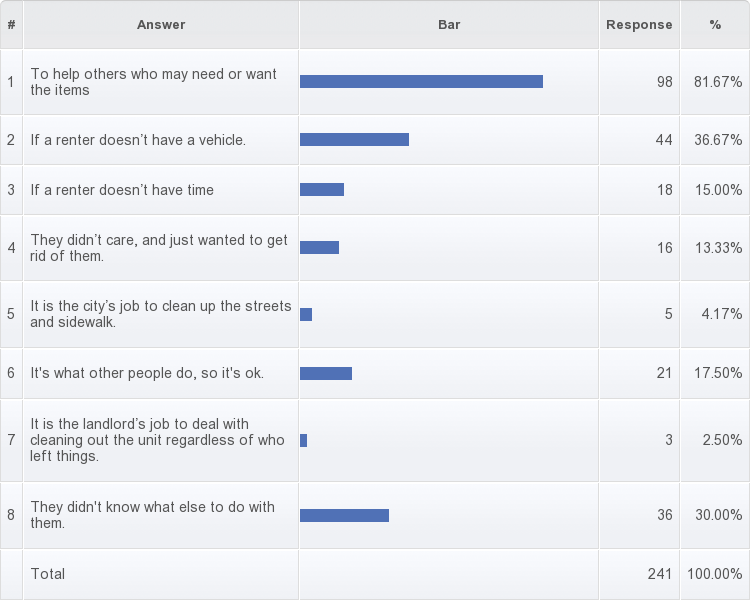 # Answer Bar Response %
1 To help others who may need or want
the items 98 81.67%
2 If a renter doesn’t have a vehicle. 44 36.67%
3 If a renter doesn’t have time 18 15.00%
4 They didn’t care, and just wanted to get
rid of them. 16 13.33%
5 It is the city’s job to clean up the streets
and sidewalk. 5 4.17%
6 It's what other people do, so it's ok. 21 17.50%
7 It is the landlord’s job to deal with
cleaning out the unit regardless of who
left things. 3 2.50%
8 They didn't know what else to do with
them. 36 30.00%
Total 241 100.00%